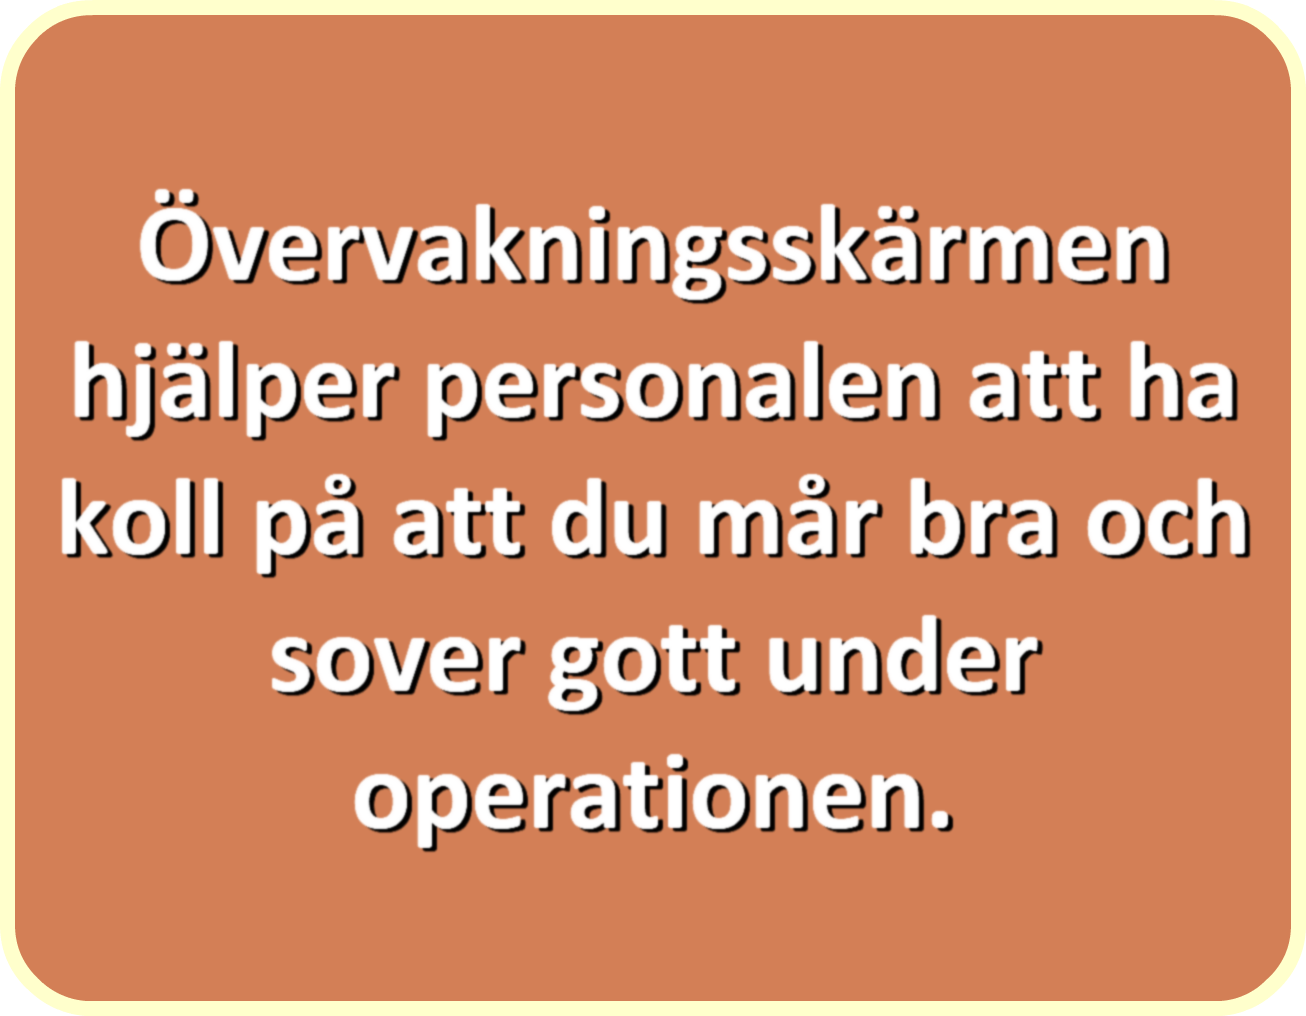 Övervakningsskärmen
hjälper personalen att ha
koll på att du mår bra och
sover gott under
operationen.